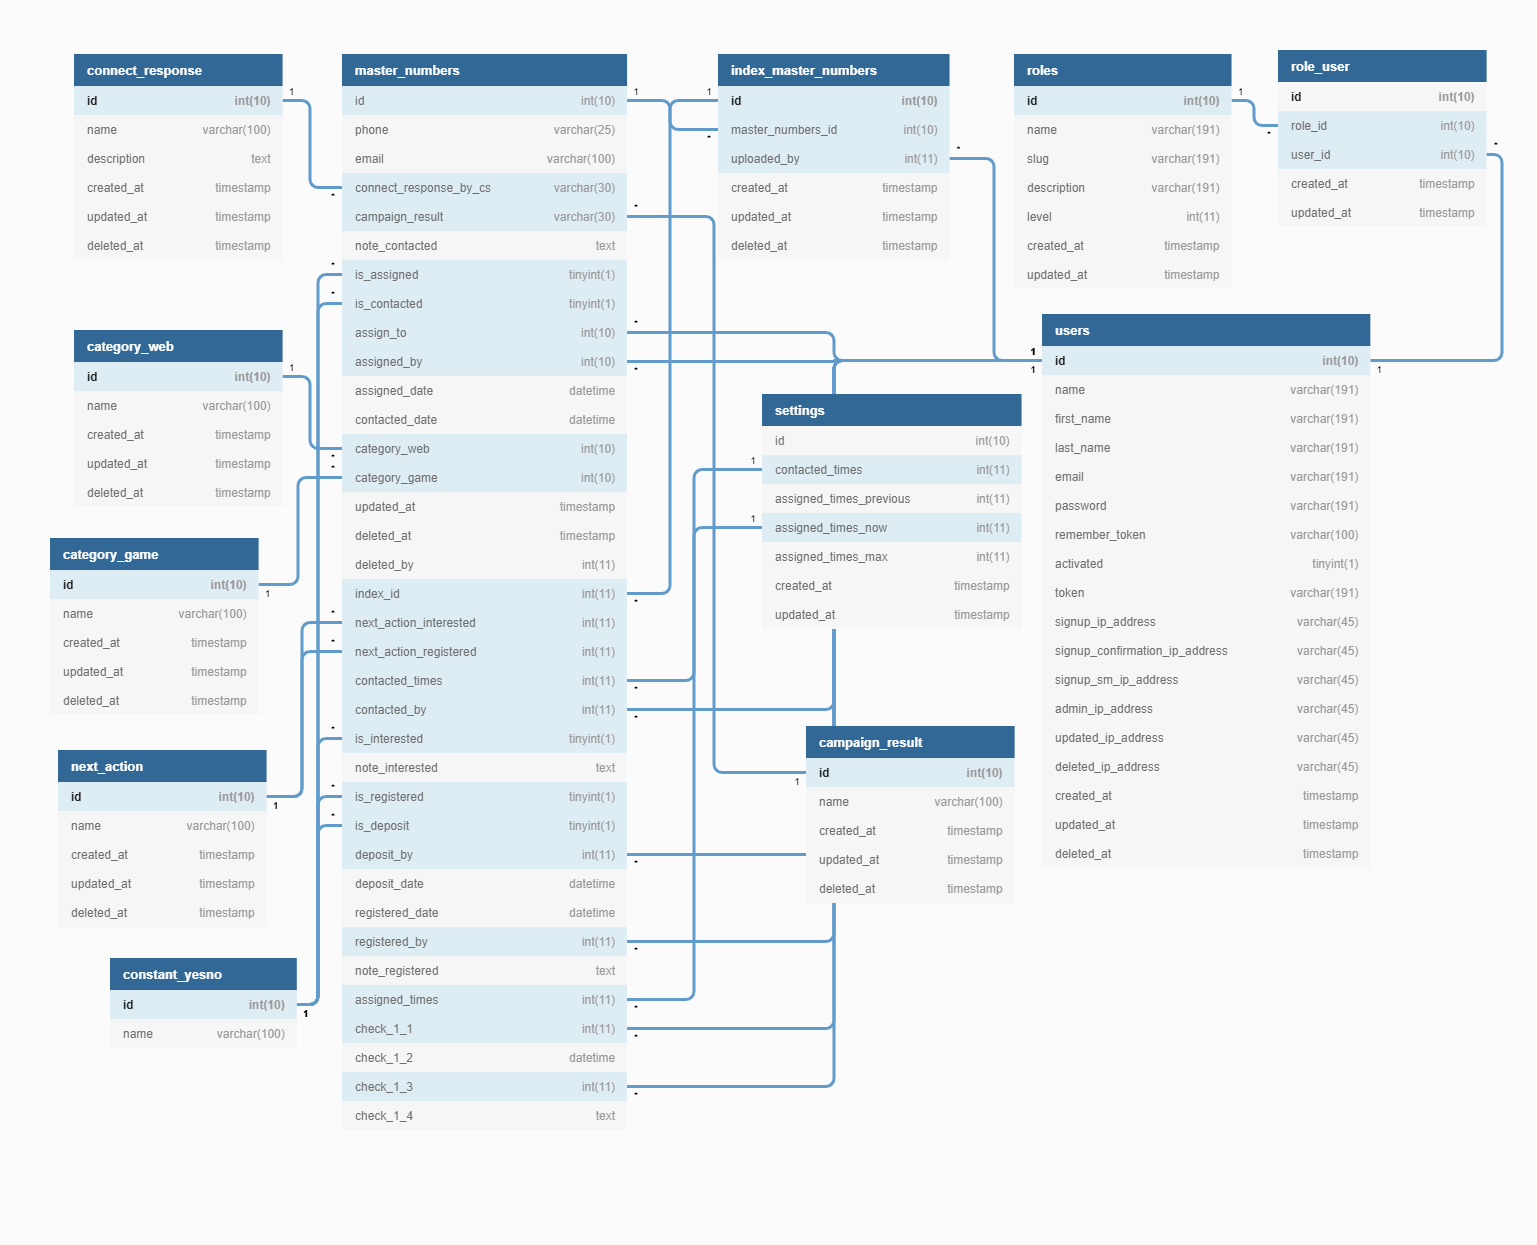 connect_response
id int(10)
name varchar(100)
description text
created_at timestamp
updated_at timestamp
deleted_at timestamp
1
*
category_web
id int(10)
name varchar(100)
created_at timestamp
updated_at timestamp
deleted_at timestamp
1
*
category_game
id int(10)
name varchar(100)
created_at timestamp
updated_at timestamp
deleted_at timestamp
1
*
next_action
id int(10)
name varchar(100)
created_at timestamp
updated_at timestamp
deleted_at timestamp
1
*
*
constant_yesno
id int(10)
name varchar(100)
1
*
*
*
*
*
master_numbers
id int(10)
phone varchar(25)
email varchar(100)
connect_response_by_cs varchar(30)
campaign_result varchar(30)
note_contacted text
is_assigned tinyint(1)
is_contacted tinyint(1)
assign_to int(10)
assigned_by int(10)
assigned_date datetime
contacted_date datetime
category_web int(10)
category_game int(10)
updated_at timestamp
deleted_at timestamp
deleted_by int(11)
index_id int(11)
next_action_interested int(11)
next_action_registered int(11)
contacted_times int(11)
contacted_by int(11)
is_interested tinyint(1)
note_interested text
is_registered tinyint(1)
is_deposit tinyint(1)
deposit_by int(11)
deposit_date datetime
registered_date datetime
registered_by int(11)
note_registered text
assigned_times int(11)
check_1_1 int(11)
check_1_2 datetime
check_1_3 int(11)
check_1_4 text
1
*
*
*
*
*
*
*
*
*
*
*
index_master_numbers
id int(10)
master_numbers_id int(10)
uploaded_by int(11)
created_at timestamp
updated_at timestamp
deleted_at timestamp
1
*
*
settings
id int(10)
contacted_times int(11)
assigned_times_previous int(11)
assigned_times_now int(11)
assigned_times_max int(11)
created_at timestamp
updated_at timestamp
1
1
campaign_result
id int(10)
name varchar(100)
created_at timestamp
updated_at timestamp
deleted_at timestamp
1
roles
id int(10)
name varchar(191)
slug varchar(191)
description varchar(191)
level int(11)
created_at timestamp
updated_at timestamp
1
*
role_user
id int(10)
role_id int(10)
user_id int(10)
created_at timestamp
updated_at timestamp
*
users
id int(10)
name varchar(191)
first_name varchar(191)
last_name varchar(191)
email varchar(191)
password varchar(191)
remember_token varchar(100)
activated tinyint(1)
token varchar(191)
signup_ip_address varchar(45)
signup_confirmation_ip_address varchar(45)
signup_sm_ip_address varchar(45)
admin_ip_address varchar(45)
updated_ip_address varchar(45)
deleted_ip_address varchar(45)
created_at timestamp
updated_at timestamp
deleted_at timestamp
1
1
1